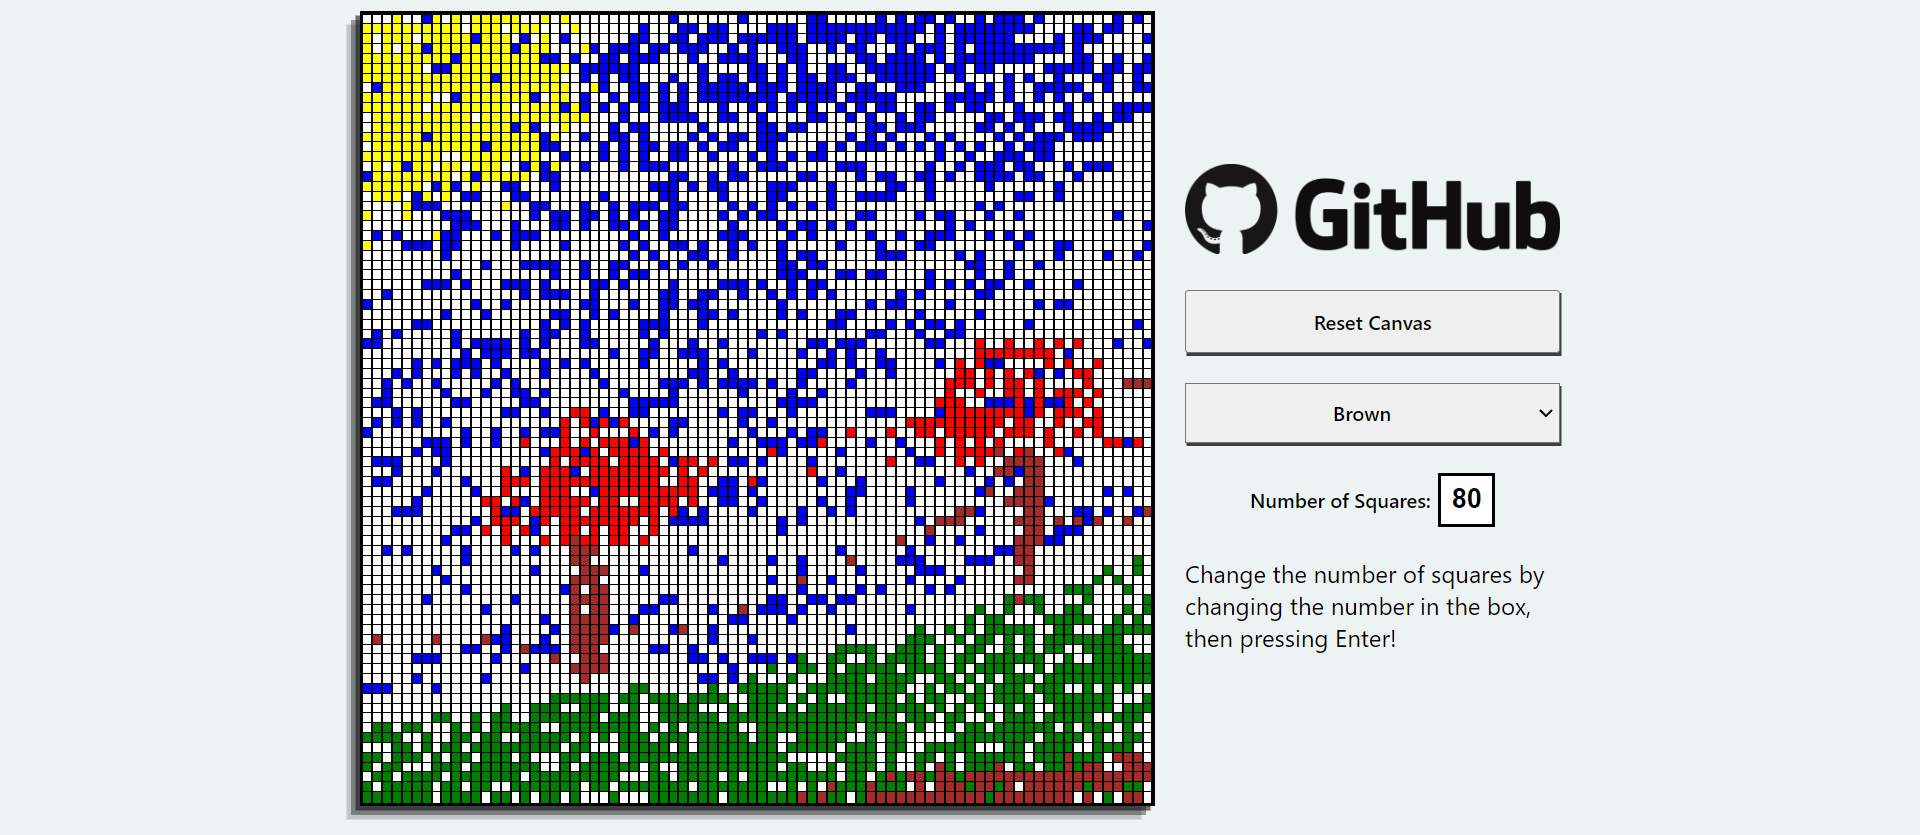 GitHub
Reset Canvas
Brown
Number of Squares: 80
Change the number of squares by
changing the number in the box,
then pressing Enter!